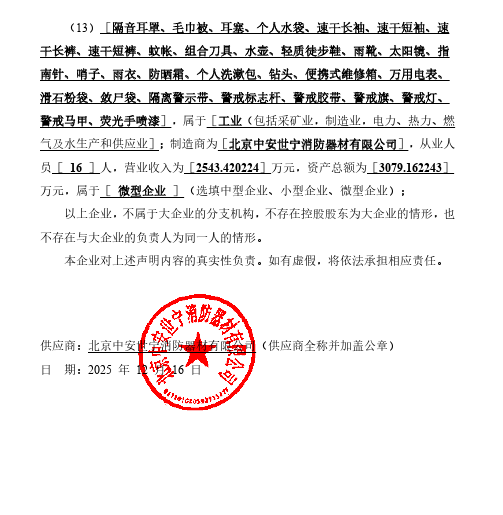 （13）［隔音耳罩、毛巾被、耳塞、个人水袋、速干长袖、速干短袖、速
干长裤、速干短裤、蚊帐、组合刀具、水壶、轻质徒步鞋、雨靴、太阳镜、指
南针、哨子、雨衣、防晒霜、个人洗漱包、钻头、便携式维修箱、万用电表、
滑石粉袋、敛尸袋、隔离警示带、警戒标志杆、警戒胶带、警戒旗、警戒灯、
警戒马甲、荧光手喷漆］，属于［工业（包括采矿业，制造业，电力、热力、燃
气及水生产和供应业］；制造商为［北京中安世宁消防器材有限公司］，从业人
员［ 16 ］人，营业收入为［2543.420224］万元，资产总额为［3079.162243］
万元，属于［ 微型企业 ］（选填中型企业、小型企业、微型企业）；
以上企业，不属于大企业的分支机构，不存在控股股东为大企业的情形，也
不存在与大企业的负责人为同一人的情形。
本企业对上述声明内容的真实性负责。如有虚假，将依法承担相应责任。
北京中安世宁消防器材有限公司
供应商：北京中安世宁消防器材有限公司（供应商全称并加盖公章）
日　期：2025 年 12 月 16 日